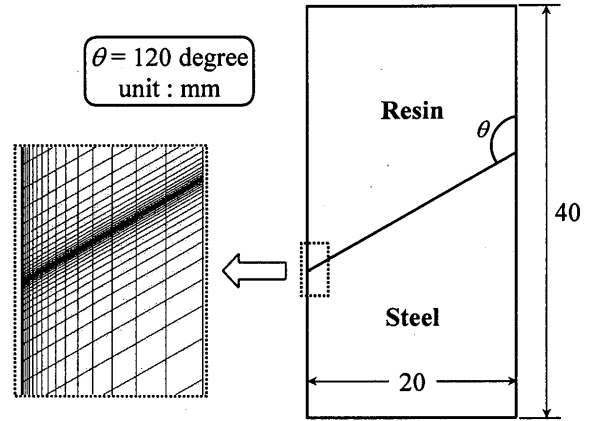 θ = 120 degree
unit : mm
Resin
θ
40
Steel
20